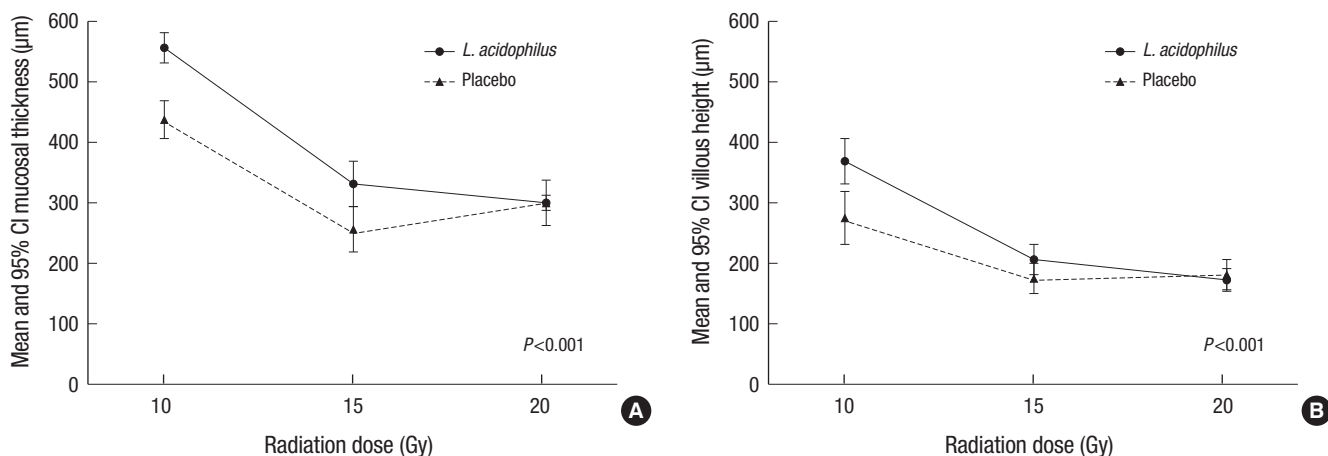 Mean and 95% CI mucosal thickness (μm)
600
500
400
300
200
100
0
L. acidophilus
Placebo
P<0.001
10
15
20
Radiation dose (Gy)
A
Mean and 95% CI villous height (μm)
600
500
400
300
200
100
0
L. acidophilus
Placebo
P<0.001
10
15
20
Radiation dose (Gy)
B